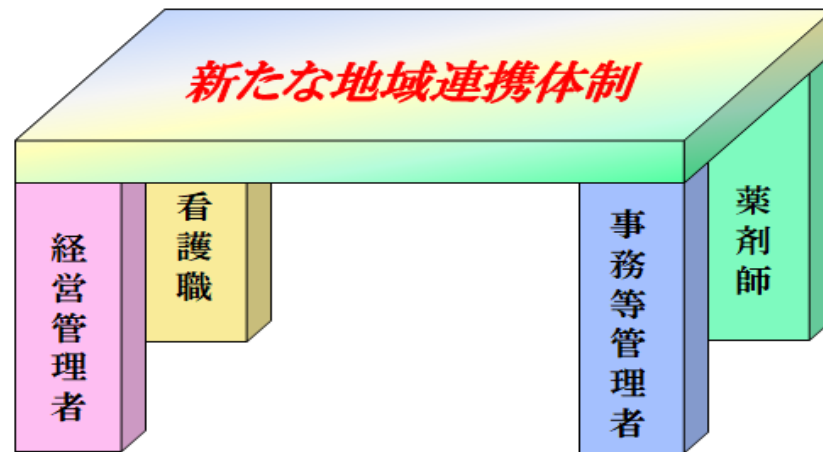 新たな地域連携体制
経営管理者
看護職
事務等管理者
薬剤師